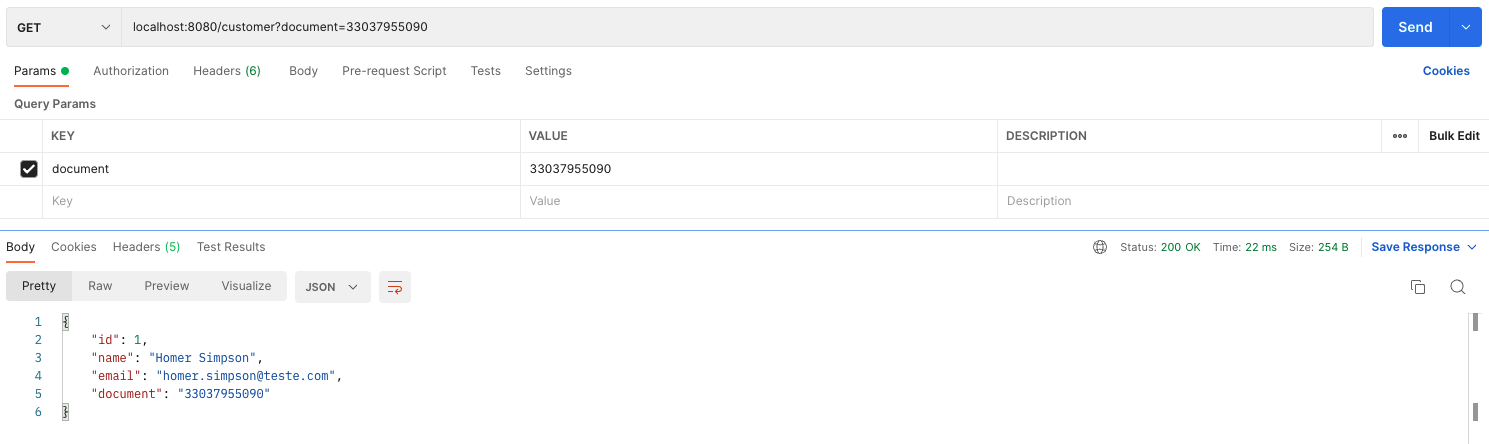 GET localhost:8080/customer?document=33037955090 Send
Params Authorization Headers (6) Body Pre-request Script Tests Settings Cookies
Query Params
KEY VALUE DESCRIPTION Bulk Edit
document 33037955090
Key Value Description
Body Cookies Headers (5) Test Results Status: 200 OK Time: 22 ms Size: 254 B Save Response
Pretty Raw Preview Visualize JSON
1 {
2 "id": 1,
3 "name": "Homer Simpson",
4 "email": "homer.simpson@teste.com",
5 "document": "33037955090"
6 }